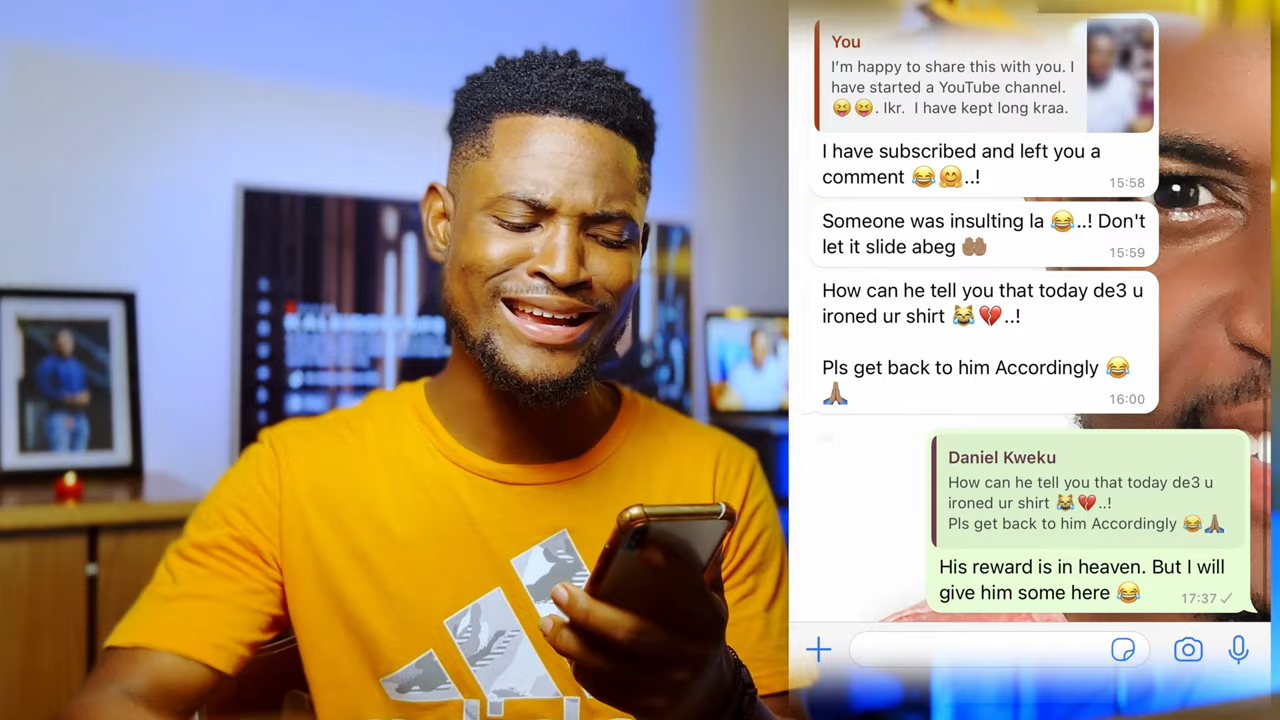 You
I'm happy to share this with you. I
have started a YouTube channel.
😝😝. Ikr. I have kept long kraa.
I have subscribed and left you a
comment 😂🤗..!
15:58
Someone was insulting la 😂..! Don't
let it slide abeg 🤲🏾
15:59
How can he tell you that today de3 u
ironed ur shirt 😹💔..!
Pls get back to him Accordingly 😂
🙏🏽
16:00
Daniel Kweku
How can he tell you that today de3 u
ironed ur shirt 😹💔..!
Pls get back to him Accordingly 😂🙏🏽
His reward is in heaven. But I will
give him some here 😂
17:37
adidas